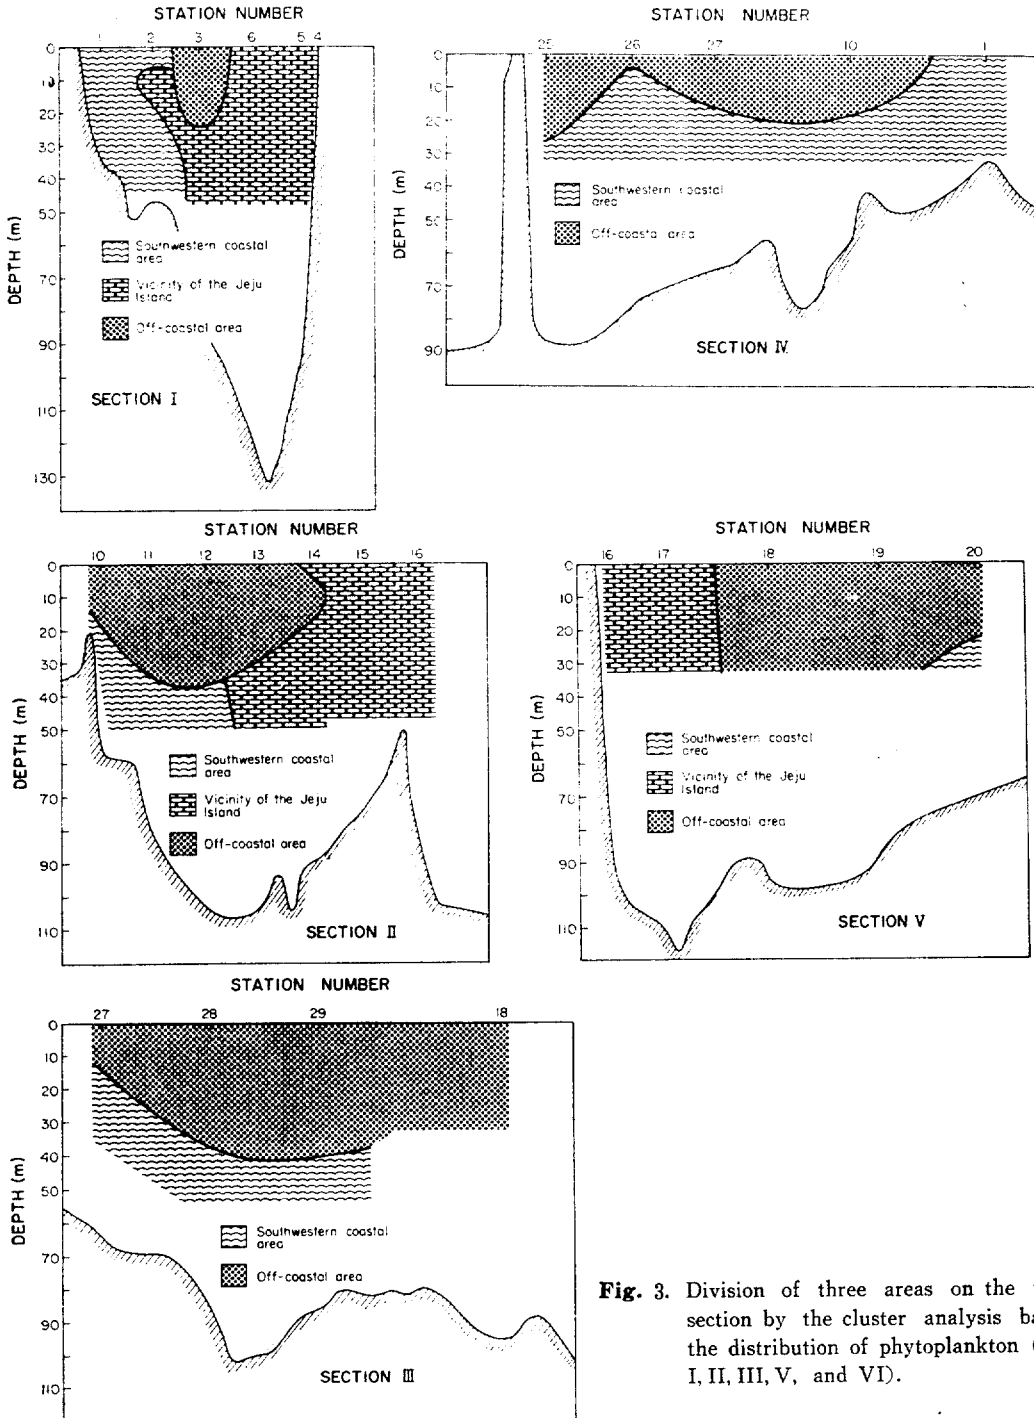 STATION NUMBER
1 2 3 6 5 4
0
10
20
30
40
50
70
90
110
130
DEPTH (m)
Southwestern coastal
area
Vicinity of the Jeju
Island
Off-coastal area
SECTION I
STATION NUMBER
25 26 27 10 1
0
10
20
30
40
50
70
90
DEPTH (m)
Southwestern coastal
area
Off-coastal area
SECTION IV
STATION NUMBER
10 11 12 13 14 15 16
0
10
20
30
40
50
70
90
110
DEPTH (m)
Southwestern coastal
area
Vicinity of the Jeju
Island
Off-coastal area
SECTION II
STATION NUMBER
16 17 18 19 20
0
10
20
30
40
50
70
90
110
DEPTH (m)
Southwestern coastal
area
Vicinity of the Jeju
Island
Off-coastal area
SECTION V
STATION NUMBER
27 28 29 18
0
10
20
30
40
50
70
90
110
DEPTH (m)
Southwestern coastal
area
Off-coastal area
SECTION III
Fig. 3. Division of three areas on the
section by the cluster analysis ba
the distribution of phytoplankton (
I, II, III, V, and VI).